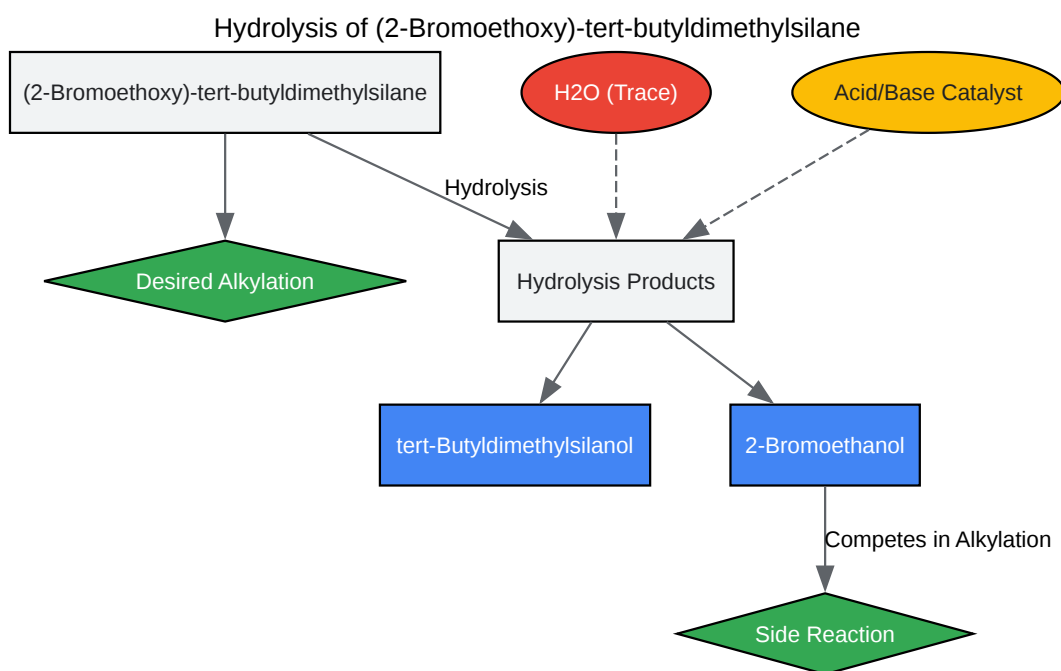 Hydrolysis of (2-Bromoethoxy)-tert-butyldimethylsilane
(2-Bromoethoxy)-tert-butyldimethylsilane
H2O (Trace)
Acid/Base Catalyst
Hydrolysis
Desired Alkylation
Hydrolysis Products
tert-Butyldimethylsilanol
2-Bromoethanol
Competes in Alkylation
Side Reaction